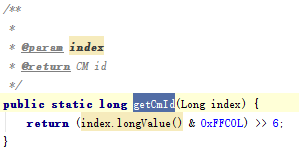 /**
 *
 * @param index
 * @return CM id
 */
public static long getCmId(Long index) {
    return (index.longValue() & 0xFFC0L) >> 6;
}